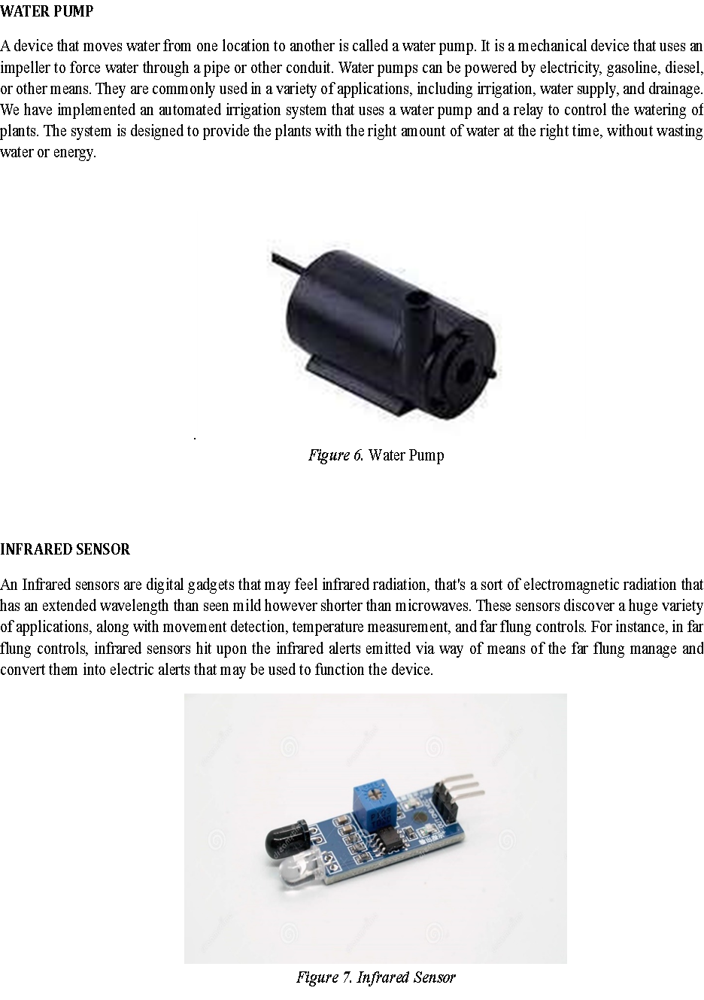 WATER PUMP
A device that moves water from one location to another is called a water pump. It is a mechanical device that uses an
impeller to force water through a pipe or other conduit. Water pumps can be powered by electricity, gasoline, diesel,
or other means. They are commonly used in a variety of applications, including irrigation, water supply, and drainage.
We have implemented an automated irrigation system that uses a water pump and a relay to control the watering of
plants. The system is designed to provide the plants with the right amount of water at the right time, without wasting
water or energy.
.
Figure 6. Water Pump
INFRARED SENSOR
An Infrared sensors are digital gadgets that may feel infrared radiation, that's a sort of electromagnetic radiation that
has an extended wavelength than seen mild however shorter than microwaves. These sensors discover a huge variety
of applications, along with movement detection, temperature measurement, and far flung controls. For instance, in far
flung controls, infrared sensors hit upon the infrared alerts emitted via way of means of the far flung manage and
convert them into electric alerts that may be used to function the device.
Figure 7. Infrared Sensor